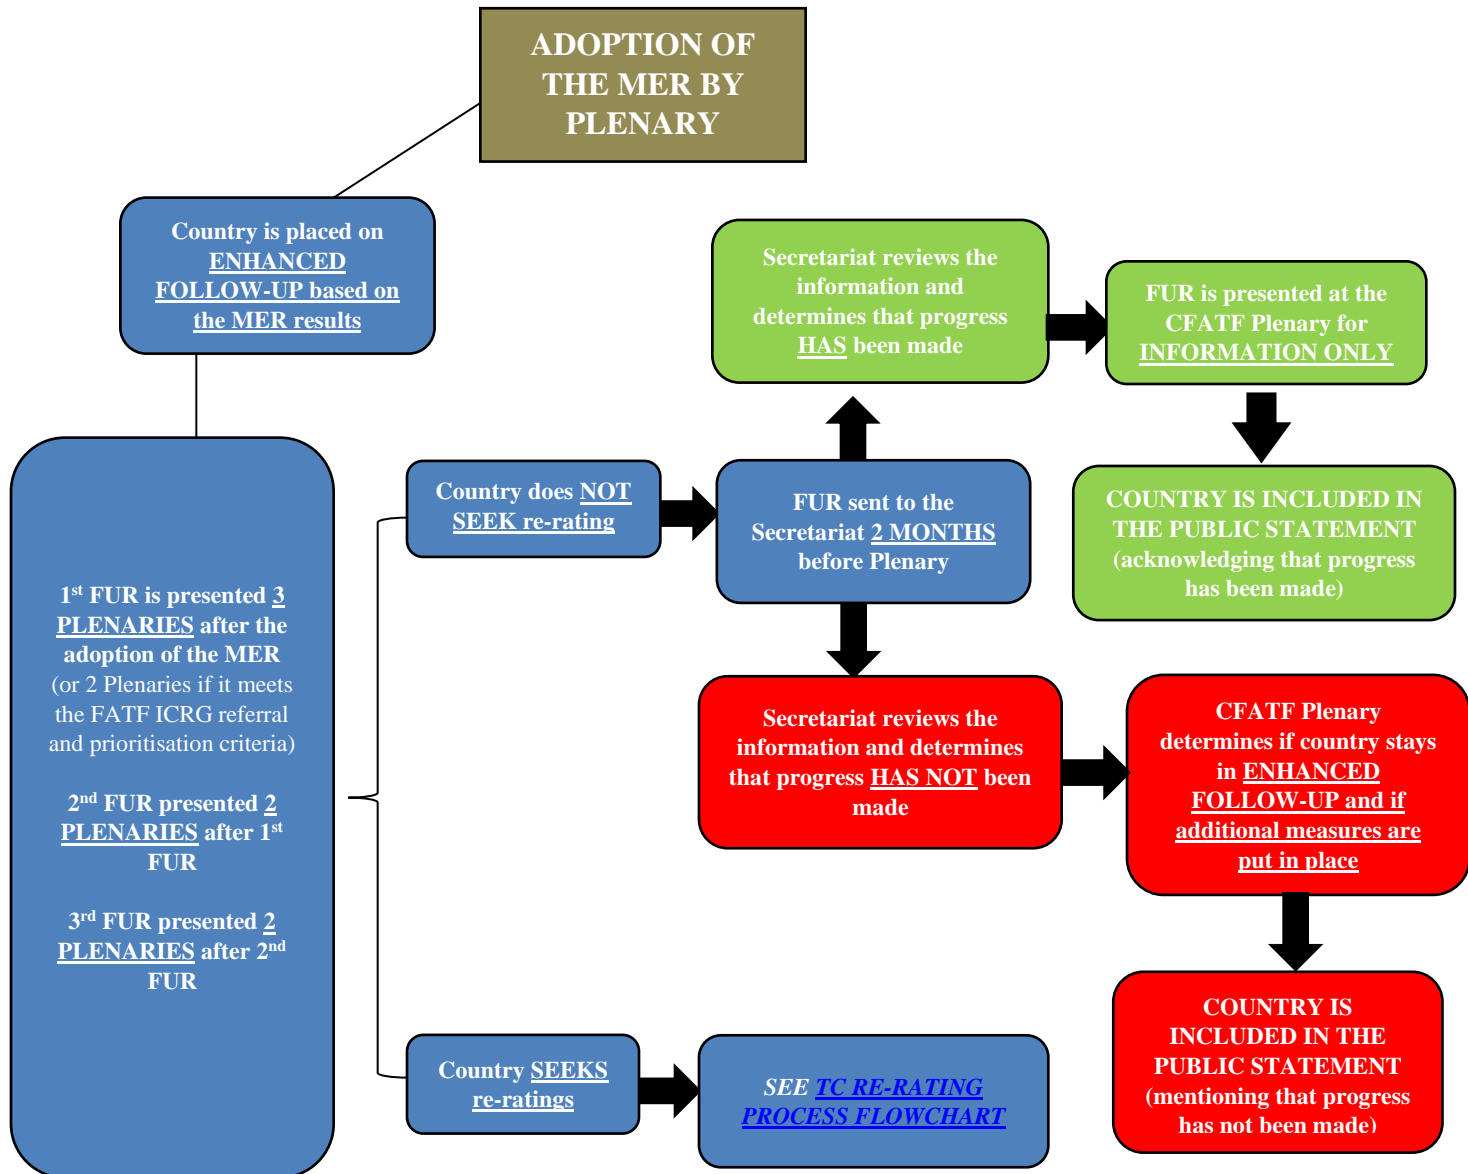 ADOPTION OF
THE MER BY
PLENARY
Country is placed on
ENHANCED
FOLLOW-UP based on
the MER results
1st FUR is presented 3
PLENARIES after the
adoption of the MER
(or 2 Plenaries if it meets
the FATF ICRG referral
and prioritisation criteria)
2nd FUR presented 2
PLENARIES after 1st
FUR
3rd FUR presented 2
PLENARIES after 2nd
FUR
Country does NOT
SEEK re-rating
FUR sent to the
Secretariat 2 MONTHS
before Plenary
Secretariat reviews the
information and
determines that progress
HAS been made
FUR is presented at the
CFATF Plenary for
INFORMATION ONLY
COUNTRY IS INCLUDED IN
THE PUBLIC STATEMENT
(acknowledging that progress
has been made)
Secretariat reviews the
information and determines
that progress HAS NOT been
made
CFATF Plenary
determines if country stays
in ENHANCED
FOLLOW-UP and if
additional measures are
put in place
COUNTRY IS
INCLUDED IN THE
PUBLIC STATEMENT
(mentioning that progress
has not been made)
Country SEEKS
re-ratings
SEE TC RE-RATING
PROCESS FLOWCHART